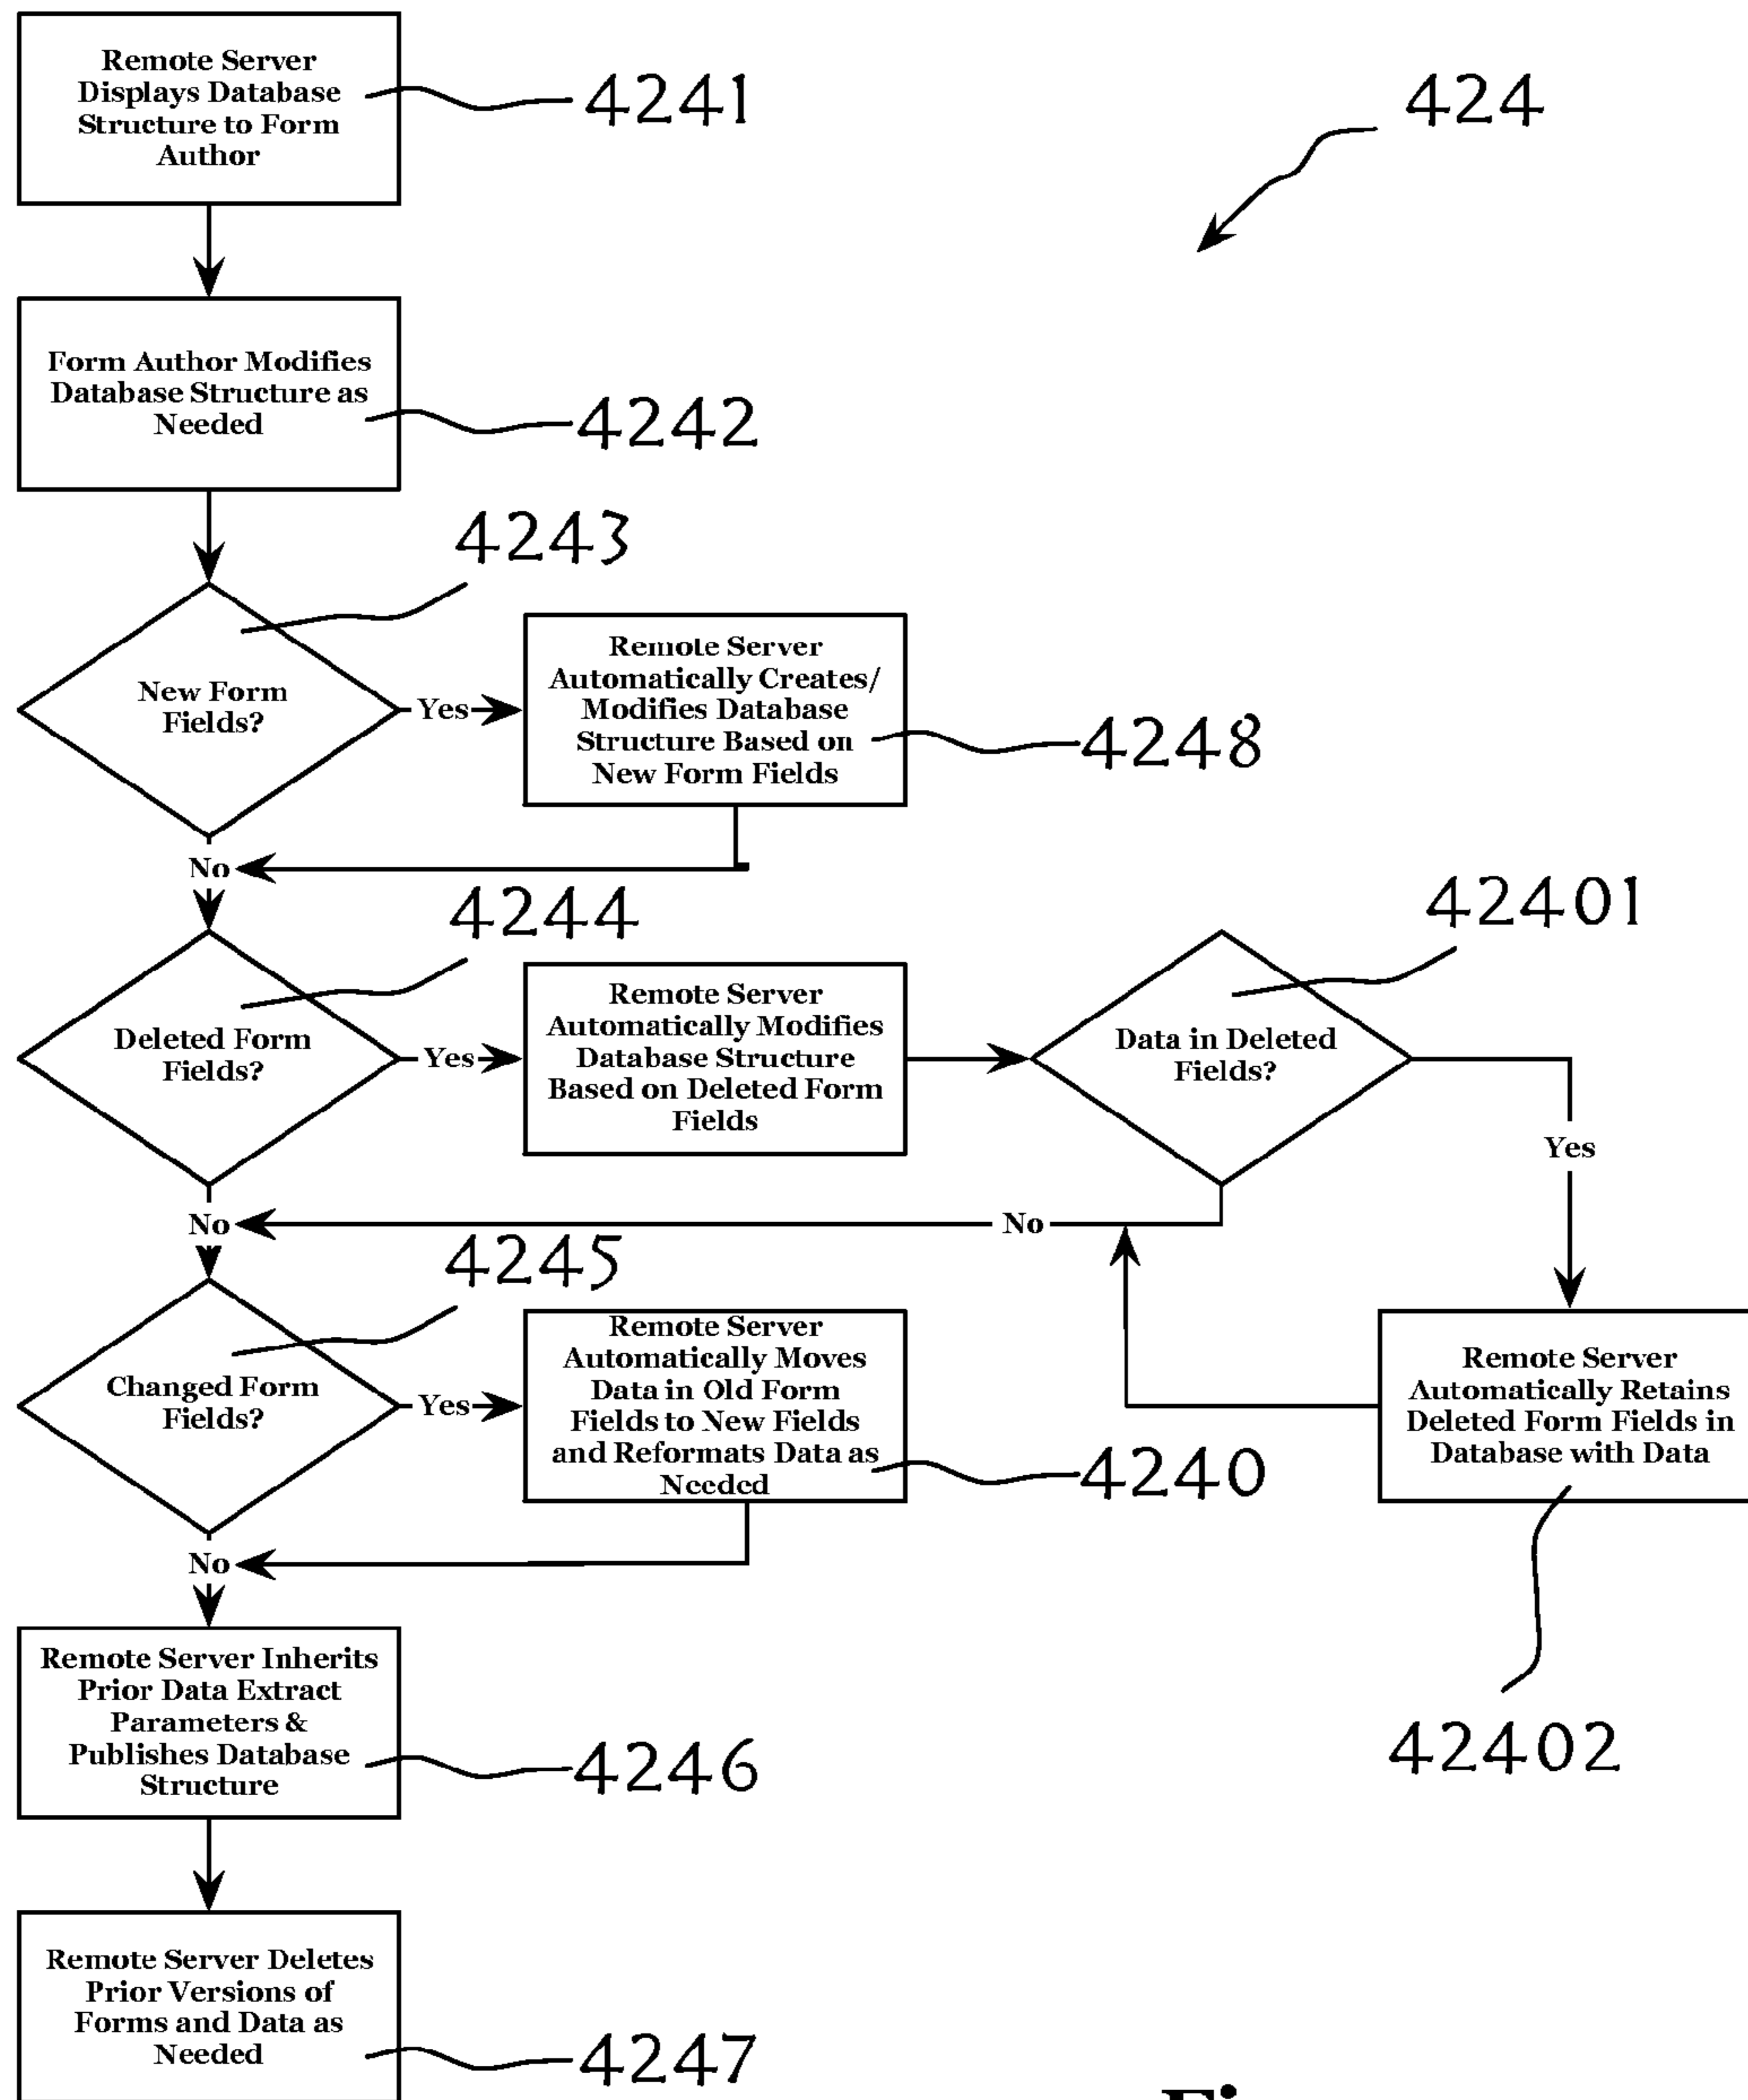 Remote Server
Displays Database
Structure to Form
Author
4241
424
Form Author Modifies
Database Structure as
Needed
4242
4243
New Form
Fields?
Yes
Remote Server
Automatically Creates/
Modifies Database
Structure Based on
New Form Fields
4248
No
4244
42401
Deleted Form
Fields?
Yes
Remote Server
Automatically Modifies
Database Structure
Based on Deleted Form
Fields
Data in Deleted
Fields?
Yes
No
No
4245
Changed Form
Fields?
Yes
Remote Server
Automatically Moves
Data in Old Form
Fields to New Fields
and Reformats Data as
Needed
4240
Remote Server
Automatically Retains
Deleted Form Fields in
Database with Data
42402
No
Remote Server Inherits
Prior Data Extract
Parameters &
Publishes Database
Structure
4246
Remote Server Deletes
Prior Versions of
Forms and Data as
Needed
4247